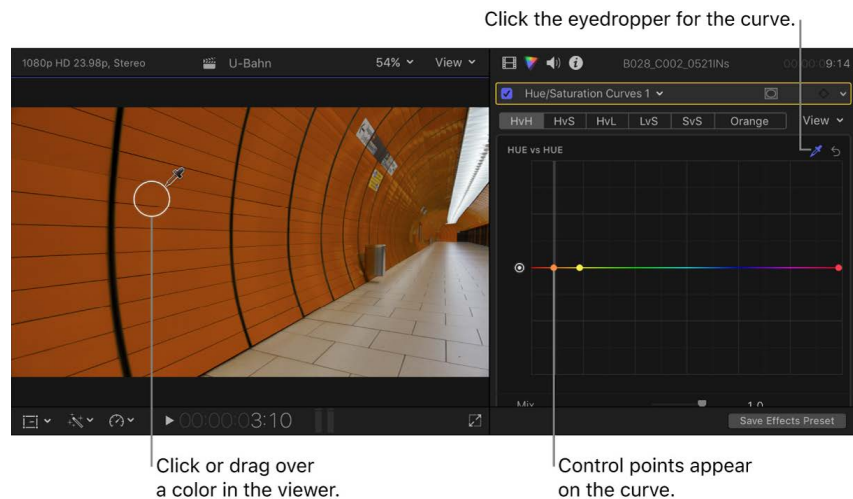 Click the eyedropper for the curve.
1080p HD 23.98p, Stereo
U-Bahn
54%
View
B028_C002_0521INs
00:00:09:14
Hue/Saturation Curves 1
HvH
HvS
HvL
LvS
SvS
Orange
View
HUE vs HUE
Mix
1.0
00:00:03:10
Save Effects Preset
Click or drag over
a color in the viewer.
Control points appear
on the curve.